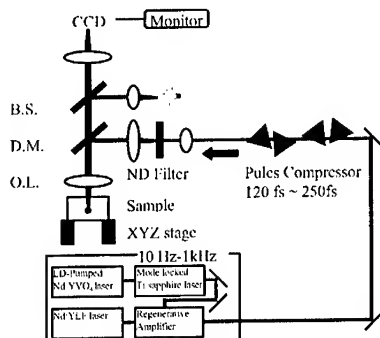 CCD
Monitor
B.S.
D.M.
ND Filter
O.L.
Pules Compressor
120 fs ~ 250fs
Sample
XYZ stage
10 Hz-1kHz
LD-Pumped
Nd:YVO₄ laser
Mode locked
Ti sapphire laser
Nd:YLF laser
Regenerative
Amplifier